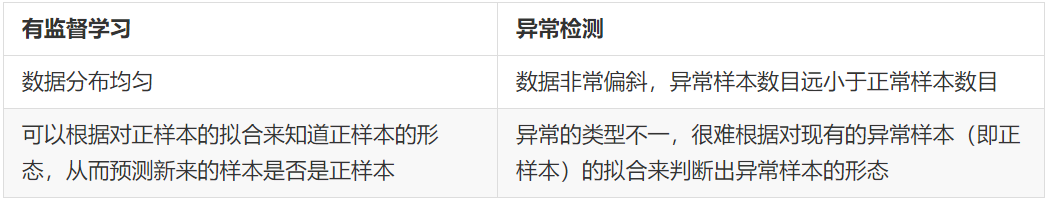 有监督学习
异常检测
数据分布均匀
数据非常偏斜，异常样本数目远小于正常样本数目
可以根据对正样本的拟合来知道正样本的形
态，从而预测新来的样本是否是正样本
异常的类型不一，很难根据对现有的异常样本（即正
样本）的拟合来判断出异常样本的形态